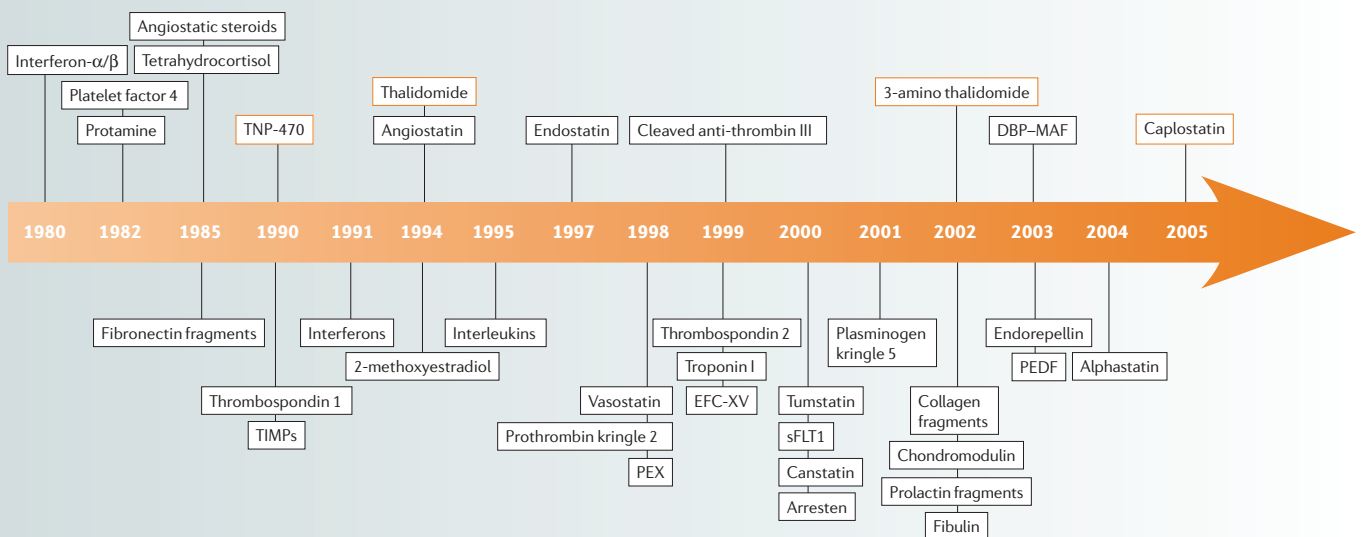 Angiostatic steroids
Interferon-α/β
Tetrahydrocortisol
Platelet factor 4
Thalidomide
3-amino thalidomide
Protamine
TNP-470
Angiostatin
Endostatin
Cleaved anti-thrombin III
DBP–MAF
Caplostatin
1980 1982 1985 1990 1991 1994 1995 1997 1998 1999 2000 2001 2002 2003 2004 2005
Fibronectin fragments
Interferons
Interleukins
Thrombospondin 2
Plasminogen
kringle 5
Endorepellin
2-methoxyestradiol
Troponin I
PEDF
Alphastatin
Thrombospondin 1
Vasostatin
EFC-XV
Tumstatin
Collagen
fragments
TIMPs
Prothrombin kringle 2
sFLT1
Chondromodulin
PEX
Canstatin
Prolactin fragments
Arresten
Fibulin